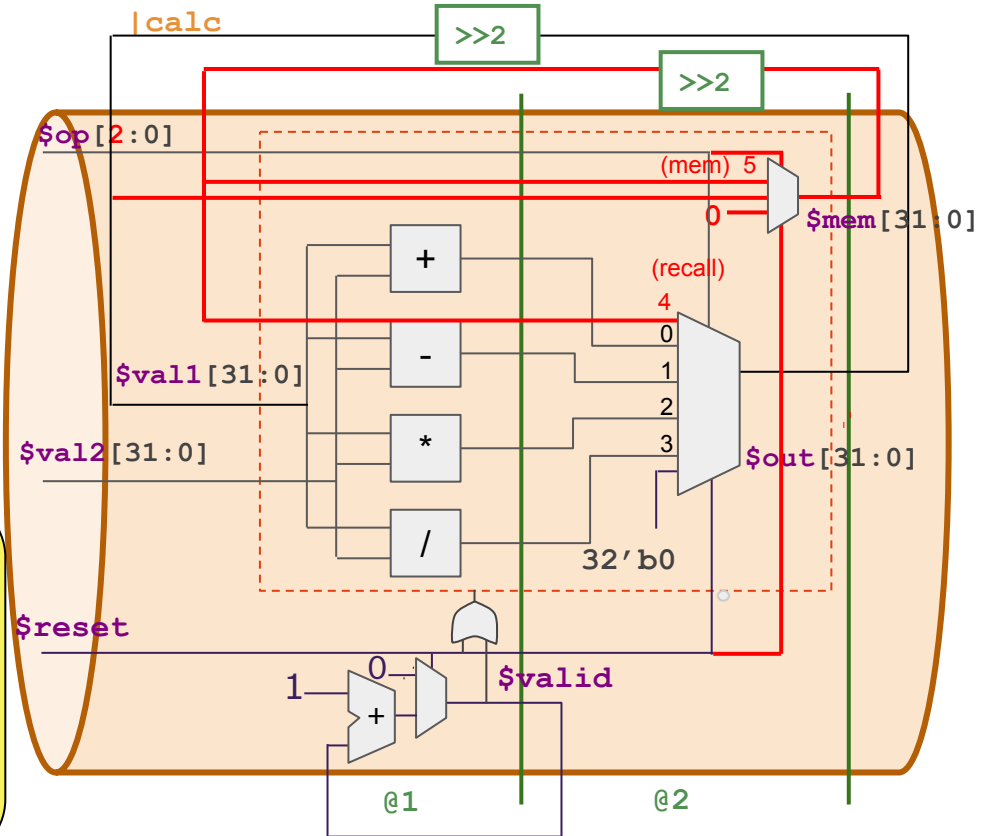 |calc
>>2
>>2
$op[2:0]
(mem) 5
0
$mem[31:0]
+
(recall)
4
0
-
1
$val1[31:0]
2
*
3
$val2[31:0]
$out[31:0]
/
32’b0
$reset
0
$valid
1
+
@1
@2